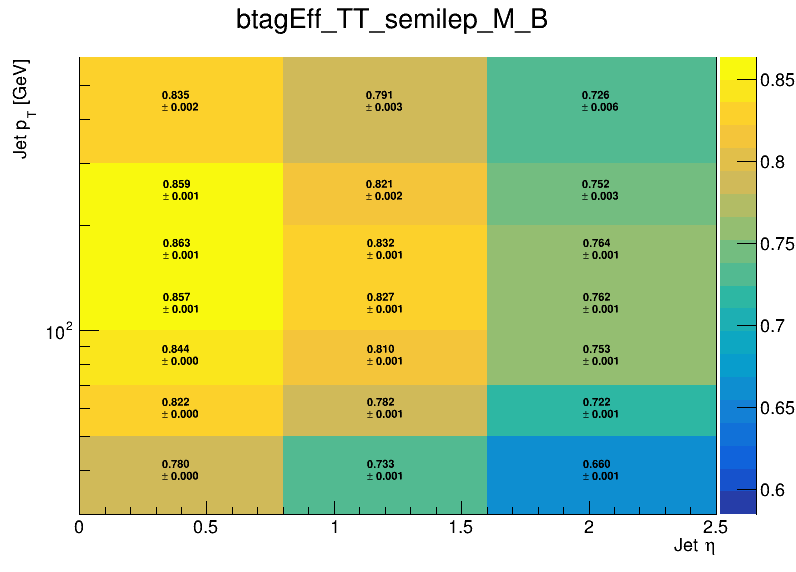 btagEff_TT_semilep_M_B
Jet p_T [GeV]
0.835 0.791 0.726
± 0.002 ± 0.003 ± 0.006
0.859 0.821 0.752
± 0.001 ± 0.002 ± 0.003
0.863 0.832 0.764
± 0.001 ± 0.001 ± 0.001
0.857 0.827 0.762
± 0.001 ± 0.001 ± 0.001
10²
0.844 0.810 0.753
± 0.000 ± 0.001 ± 0.001
0.822 0.782 0.722
± 0.000 ± 0.001 ± 0.001
0.780 0.733 0.660
± 0.000 ± 0.001 ± 0.001
0 0.5 1 1.5 2 2.5
Jet η
0.85
0.8
0.75
0.7
0.65
0.6